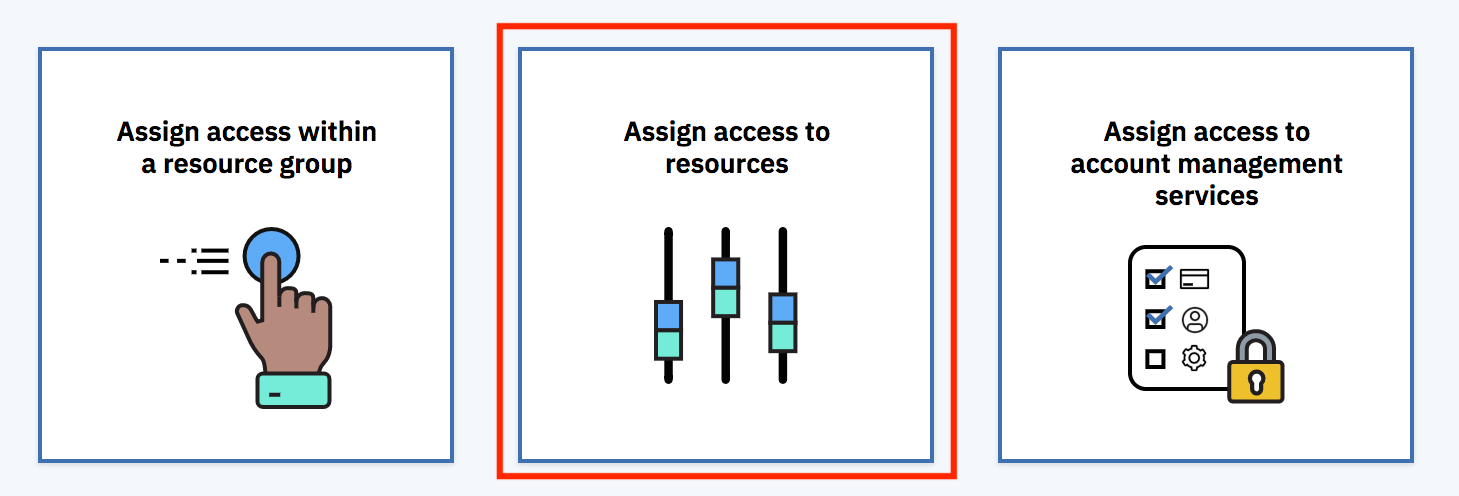 Assign access within
a resource group
Assign access to
resources
Assign access to
account management
services